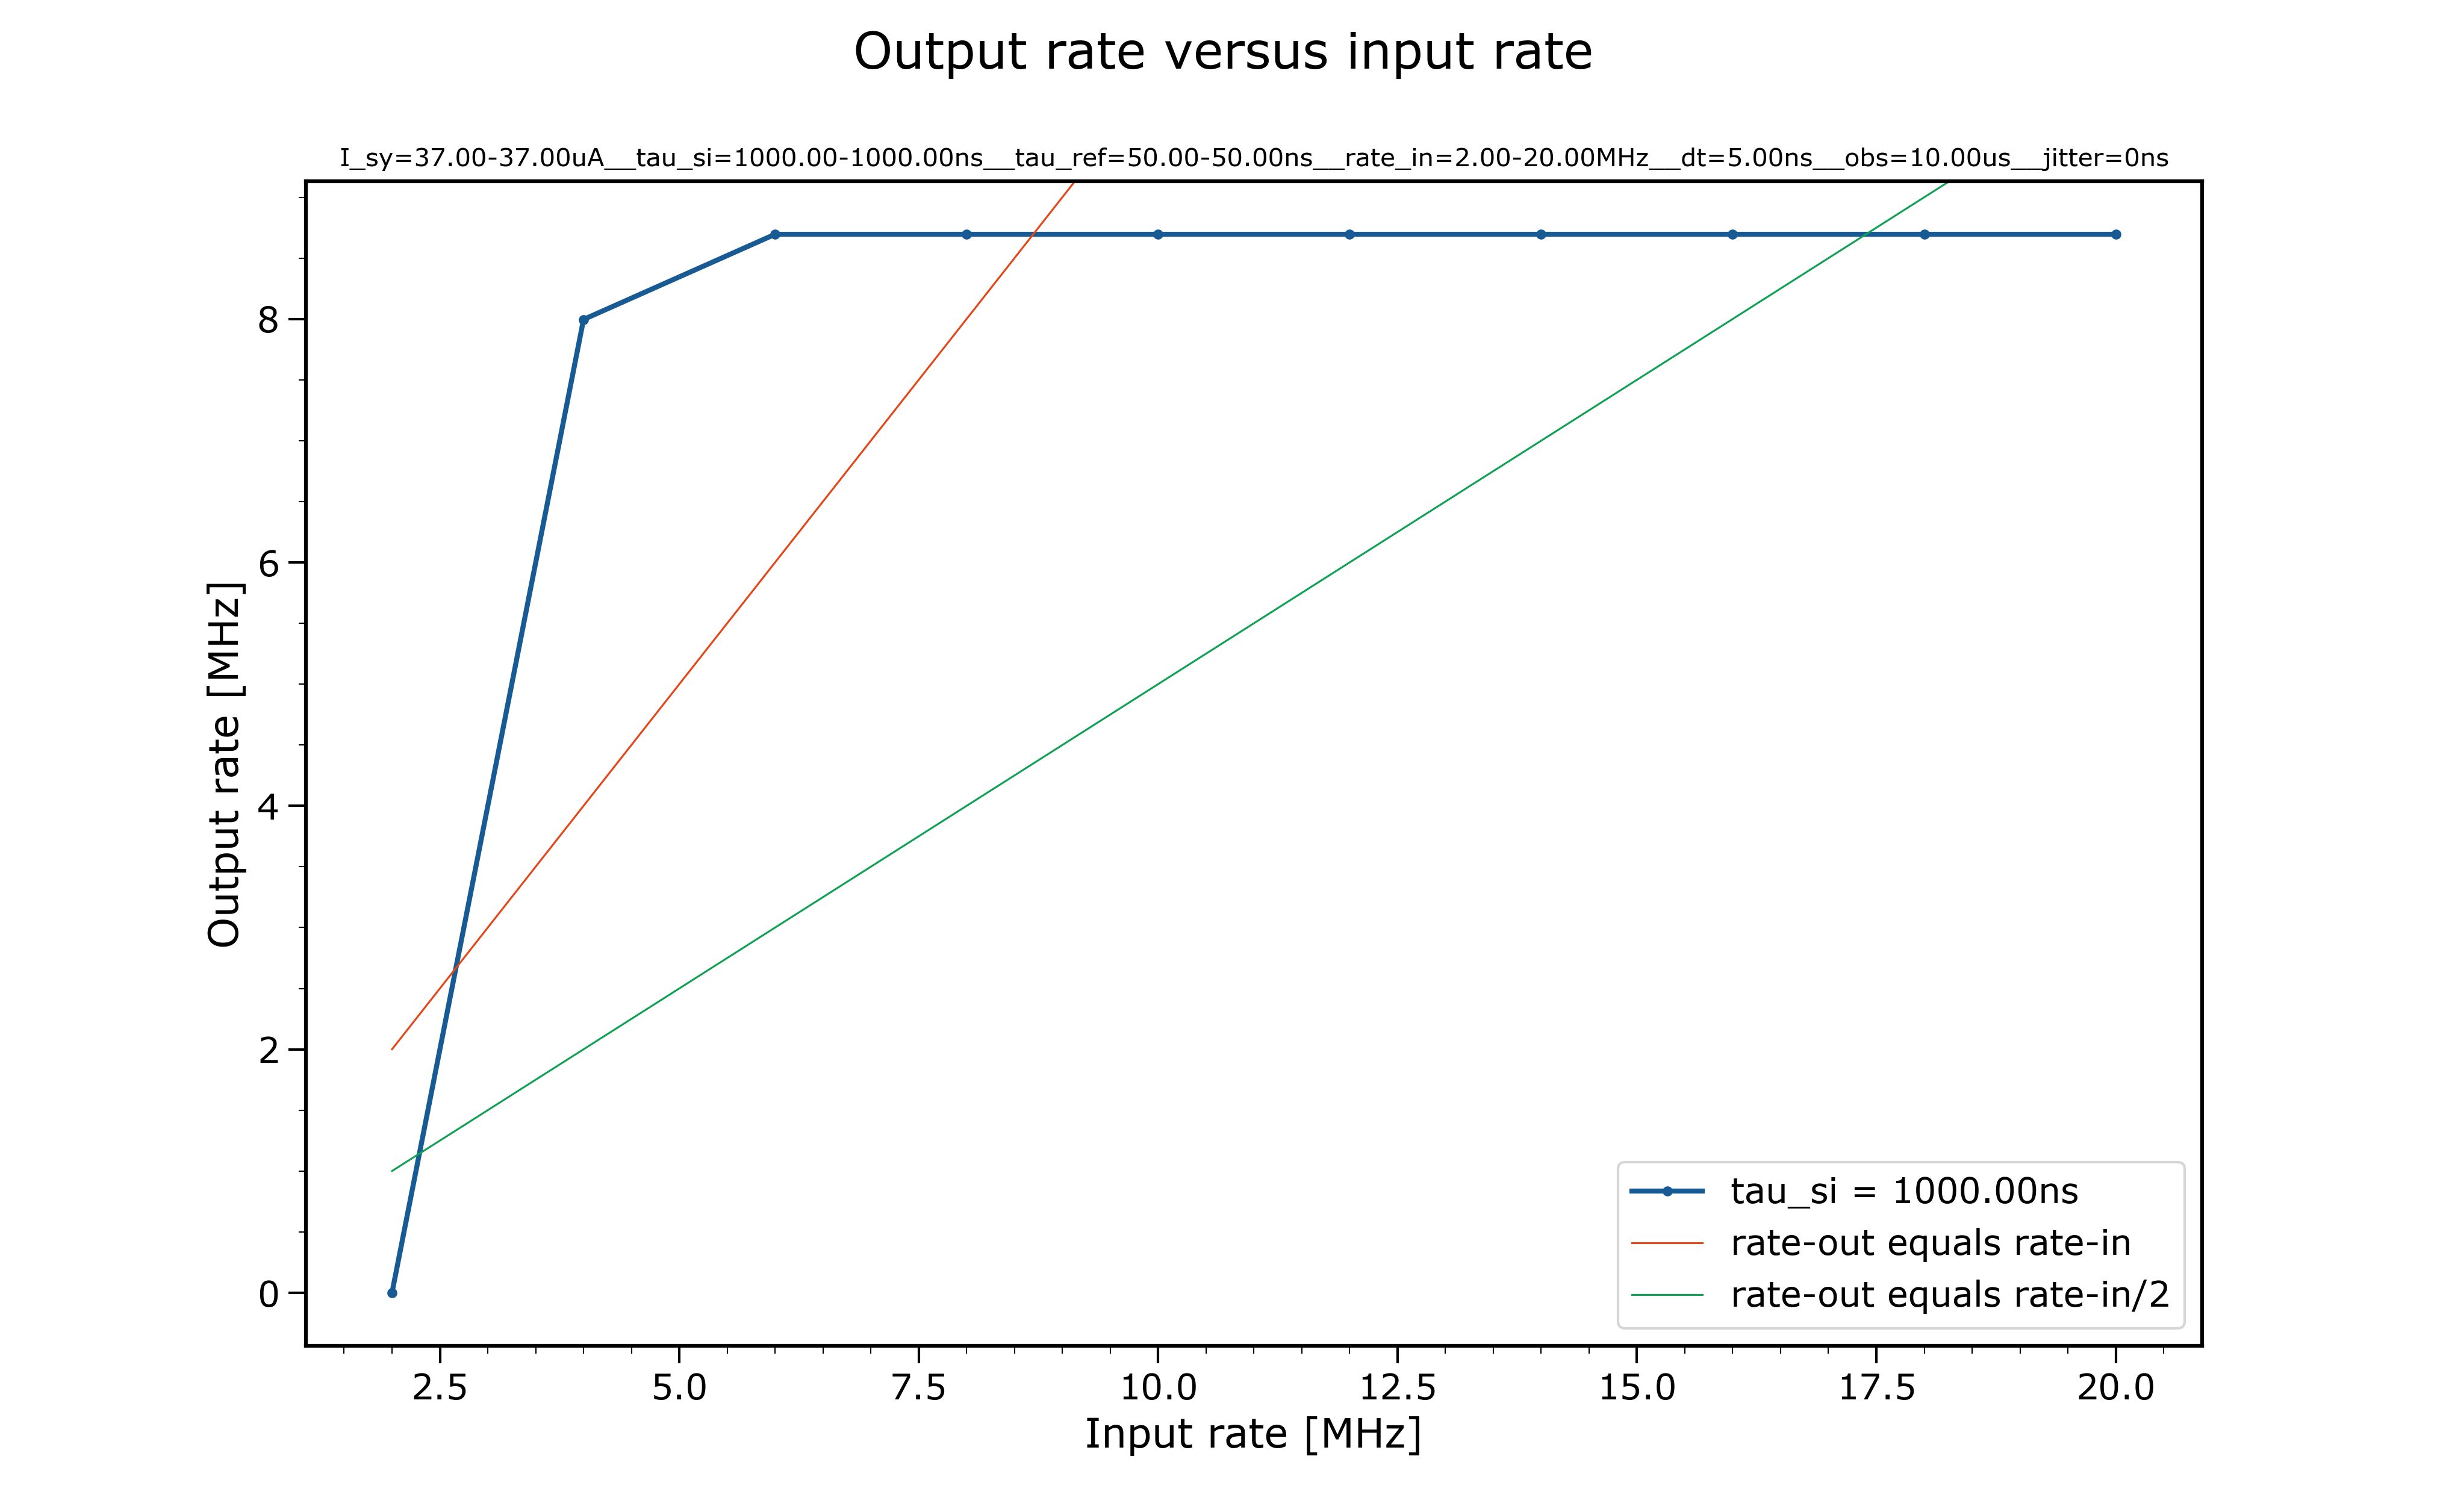 Output rate versus input rate
I_sy=37.00-37.00uA__tau_si=1000.00-1000.00ns__tau_ref=50.00-50.00ns__rate_in=2.00-20.00MHz__dt=5.00ns__obs=10.00us__jitter=0ns
Output rate [MHz]
8
6
4
2
0
tau_si = 1000.00ns
rate-out equals rate-in
rate-out equals rate-in/2
2.5 5.0 7.5 10.0 12.5 15.0 17.5 20.0
Input rate [MHz]